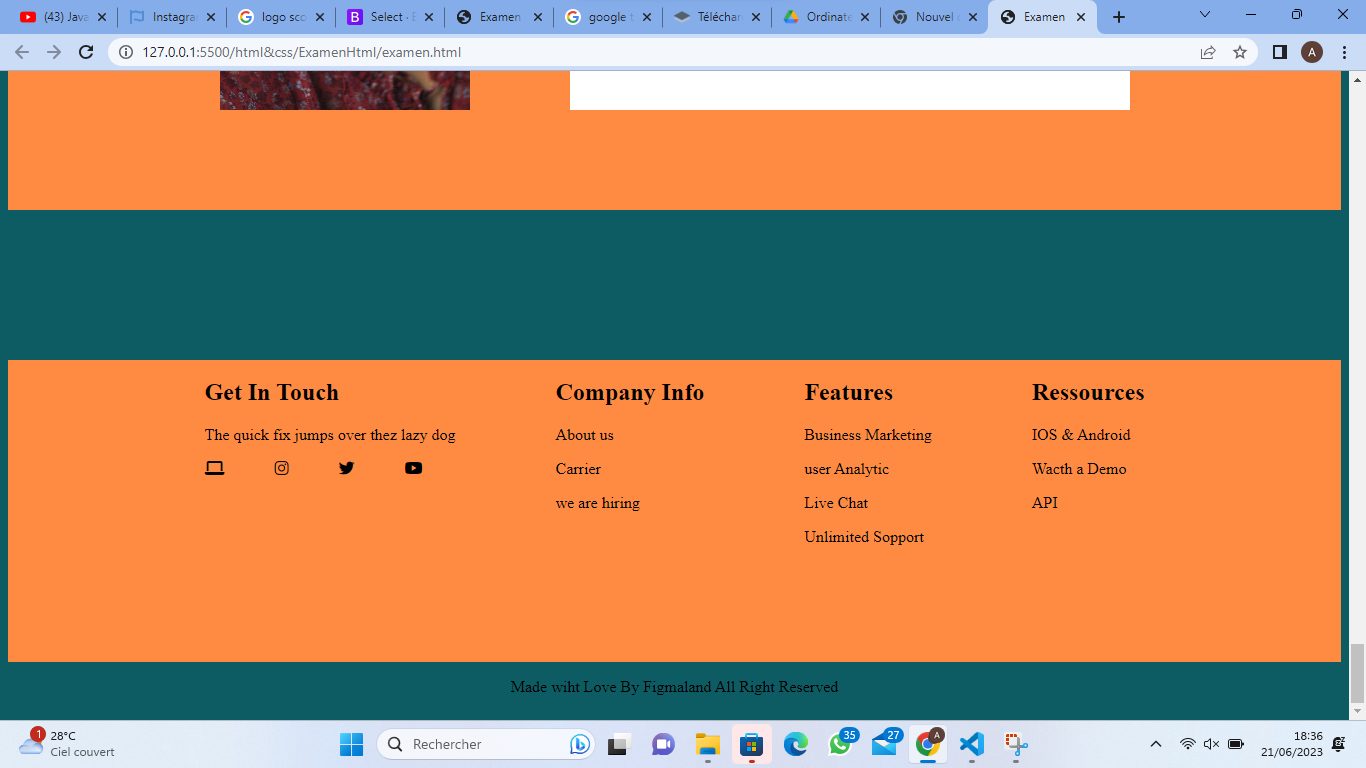 (43) Java
Instagra
logo sco
Select · B
Examen
google t
Téléchar
Ordinate
Nouvel o
Examen
127.0.0.1:5500/html&css/ExamenHtml/examen.html
A
Get In Touch
Company Info
Features
Ressources
The quick fix jumps over thez lazy dog
About us
Business Marketing
IOS & Android
Carrier
user Analytic
Wacth a Demo
we are hiring
Live Chat
API
Unlimited Sopport
Made wiht Love By Figmaland All Right Reserved
1
28°C
Ciel couvert
Rechercher
35
27
A
18:36
21/06/2023